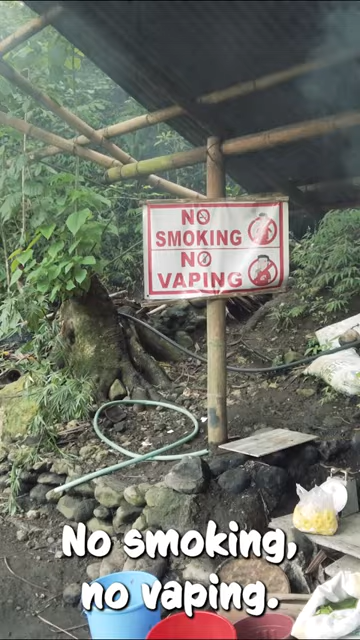 NO
SMOKING
NO
VAPING
No smoking,
no vaping.